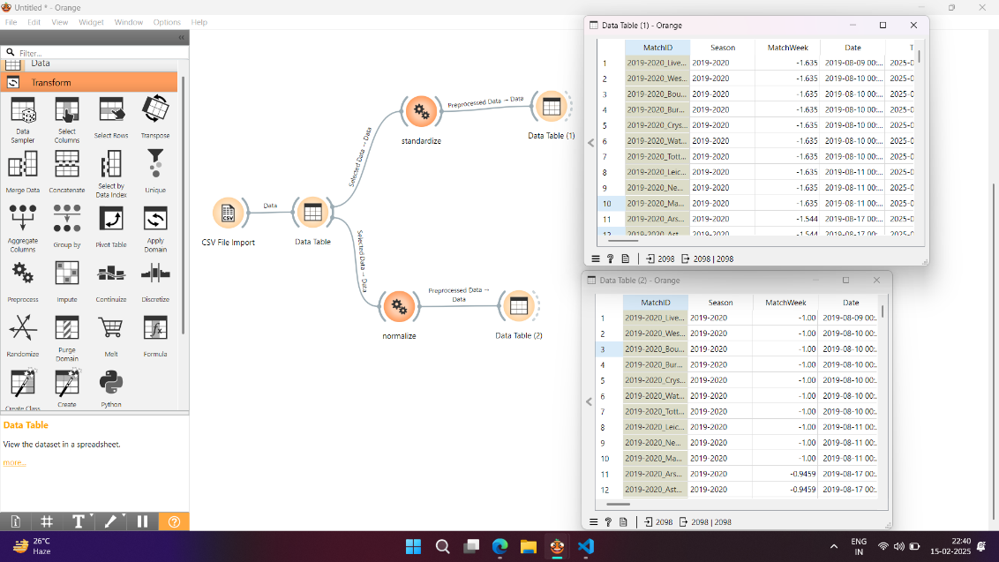 Untitled * - Orange
File Edit View Widget Window Options Help
Filter...
Data
Transform
Data Sampler
Select Columns
Select Rows
Transpose
Merge Data
Concatenate
Select by Data Index
Unique
Aggregate Columns
Group by
Pivot Table
Apply Domain
Preprocess
Impute
Continuize
Discretize
Randomize
Purge Domain
Melt
Formula
Create Class
Create
Python
Data Table
View the dataset in a spreadsheet.
more...
CSV File Import
Data
Data Table
Selected Data → Data
standardize
Preprocessed Data → Data
Data Table (1)
Selected Data → Data
normalize
Preprocessed Data →
Data
Data Table (2)
Data Table (1) - Orange
MatchID Season MatchWeek Date T
1 2019-2020_Live... 2019-2020 -1.635 2019-08-09 00:... 2025-0
2 2019-2020_Wes... 2019-2020 -1.635 2019-08-10 00:... 2025-0
3 2019-2020_Bou... 2019-2020 -1.635 2019-08-10 00:... 2025-0
4 2019-2020_Bur... 2019-2020 -1.635 2019-08-10 00:... 2025-0
5 2019-2020_Crys... 2019-2020 -1.635 2019-08-10 00:... 2025-0
6 2019-2020_Wat... 2019-2020 -1.635 2019-08-10 00:... 2025-0
7 2019-2020_Tott... 2019-2020 -1.635 2019-08-10 00:... 2025-0
8 2019-2020_Leic... 2019-2020 -1.635 2019-08-11 00:... 2025-0
9 2019-2020_Ne... 2019-2020 -1.635 2019-08-11 00:... 2025-0
10 2019-2020_Ma... 2019-2020 -1.635 2019-08-11 00:... 2025-0
11 2019-2020_Ars... 2019-2020 -1.544 2019-08-17 00:... 2025-0
12 2019-2020_Ast... 2019-2020 -1.544 2019-08-17 00:... 2025-0
2098 2098 | 2098
Data Table (2) - Orange
MatchID Season MatchWeek Date
1 2019-2020_Live... 2019-2020 -1.00 2019-08-09 00:.
2 2019-2020_Wes... 2019-2020 -1.00 2019-08-10 00:.
3 2019-2020_Bou... 2019-2020 -1.00 2019-08-10 00:.
4 2019-2020_Bur... 2019-2020 -1.00 2019-08-10 00:.
5 2019-2020_Crys... 2019-2020 -1.00 2019-08-10 00:.
6 2019-2020_Wat... 2019-2020 -1.00 2019-08-10 00:.
7 2019-2020_Tott... 2019-2020 -1.00 2019-08-10 00:.
8 2019-2020_Leic... 2019-2020 -1.00 2019-08-11 00:.
9 2019-2020_Ne... 2019-2020 -1.00 2019-08-11 00:.
10 2019-2020_Ma... 2019-2020 -1.00 2019-08-11 00:.
11 2019-2020_Ars... 2019-2020 -0.9459 2019-08-17 00:.
12 2019-2020_Ast... 2019-2020 -0.9459 2019-08-17 00:.
2098 2098 | 2098
26°C
Haze
ENG
IN
22:40
15-02-2025